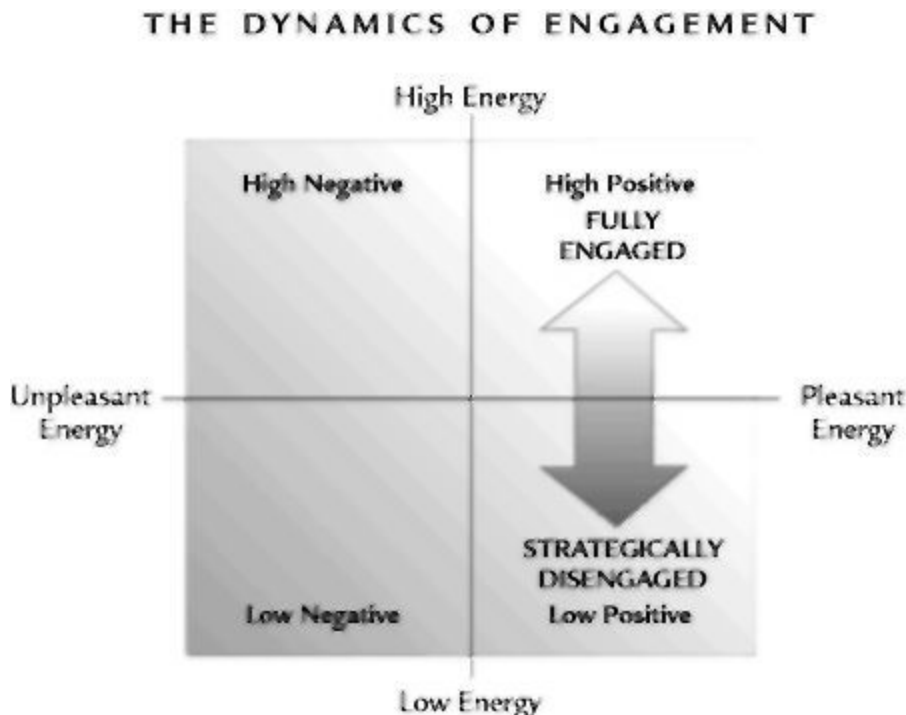 THE DYNAMICS OF ENGAGEMENT
High Energy
High Negative
High Positive
FULLY
ENGAGED
Unpleasant
Energy
Pleasant
Energy
STRATEGICALLY
DISENGAGED
Low Negative
Low Positive
Low Energy